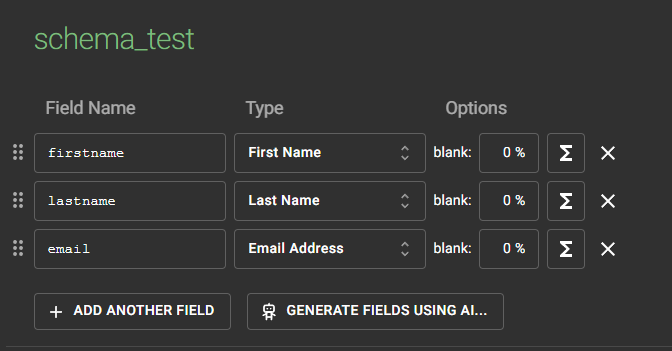 schema_test
Field Name Type Options
firstname First Name blank: 0 % Σ
lastname Last Name blank: 0 % Σ
email Email Address blank: 0 % Σ
+ ADD ANOTHER FIELD GENERATE FIELDS USING AI...